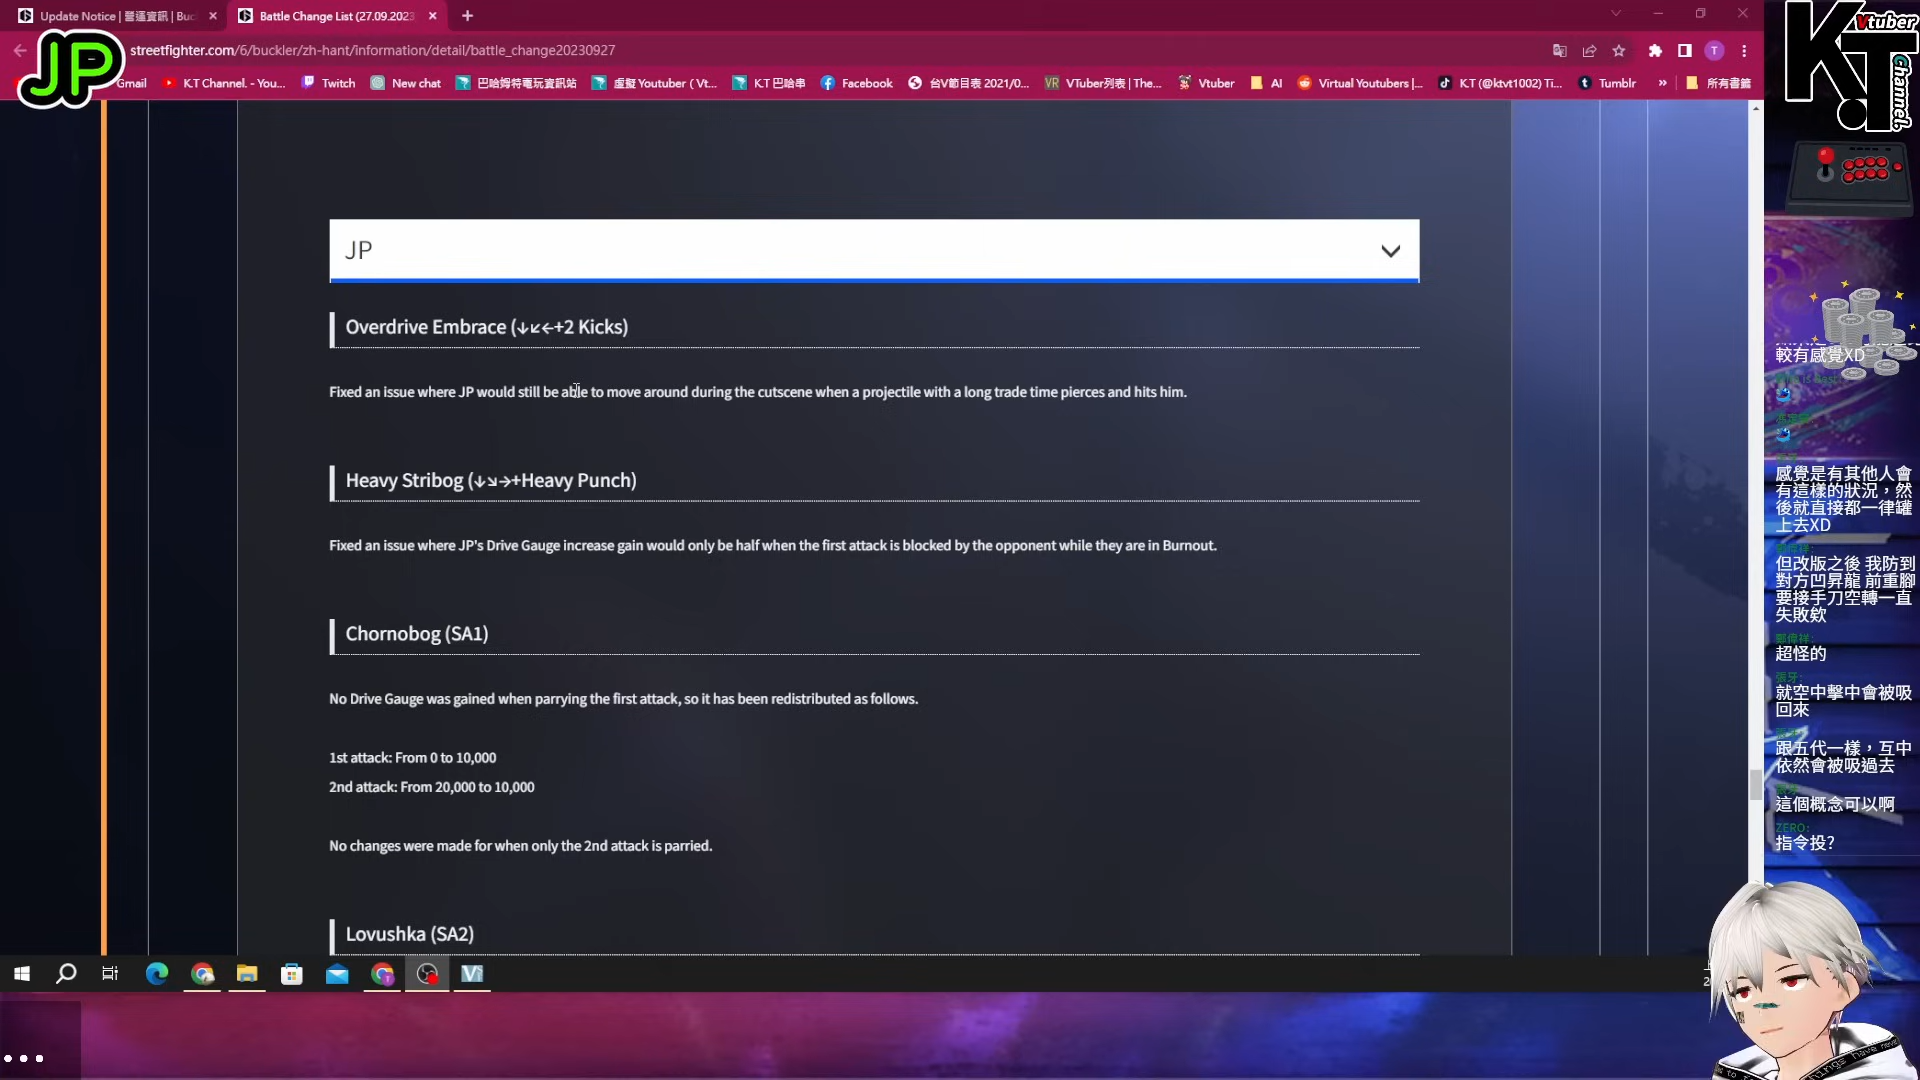 Update Notice | 營運資訊 | Buc
Battle Change List (27.09.2023
JP
streetfighter.com/6/buckler/zh-hant/information/detail/battle_change20230927
Gmail
K.T Channel. - You...
Twitch
New chat
巴哈姆特電玩資訊站
虛擬 Youtuber ( Vt...
K.T 巴哈串
Facebook
台V節目表 2021/0...
VTuber列表 | The...
Vtuber
AI
Virtual Youtubers |...
K.T (@ktvt1002) Ti...
Tumblr
所有書籤
Vtuber
K.T
Channel.
JP
Overdrive Embrace (↓↙←+2 Kicks)
Fixed an issue where JP would still be able to move around during the cutscene when a projectile with a long trade time pierces and hits him.
Heavy Stribog (↓↘→+Heavy Punch)
Fixed an issue where JP's Drive Gauge increase gain would only be half when the first attack is blocked by the opponent while they are in Burnout.
Chornobog (SA1)
No Drive Gauge was gained when parrying the first attack, so it has been redistributed as follows.
1st attack: From 0 to 10,000
2nd attack: From 20,000 to 10,000
No changes were made for when only the 2nd attack is parried.
Lovushka (SA2)
較有感覺XD
感覺是有其他人會
有這樣的狀況，然
後就直接都一律罐
上去XD
鄭偉祥:
但改版之後 我防到
對方凹昇龍 前重腳
要接手刀空轉一直
失敗欸
鄭偉祥:
超怪的
張牙:
就空中擊中會被吸
回來
張牙:
跟五代一樣，互中
依然會被吸過去
張牙:
這個概念可以啊
ZERO:
指令投?
...